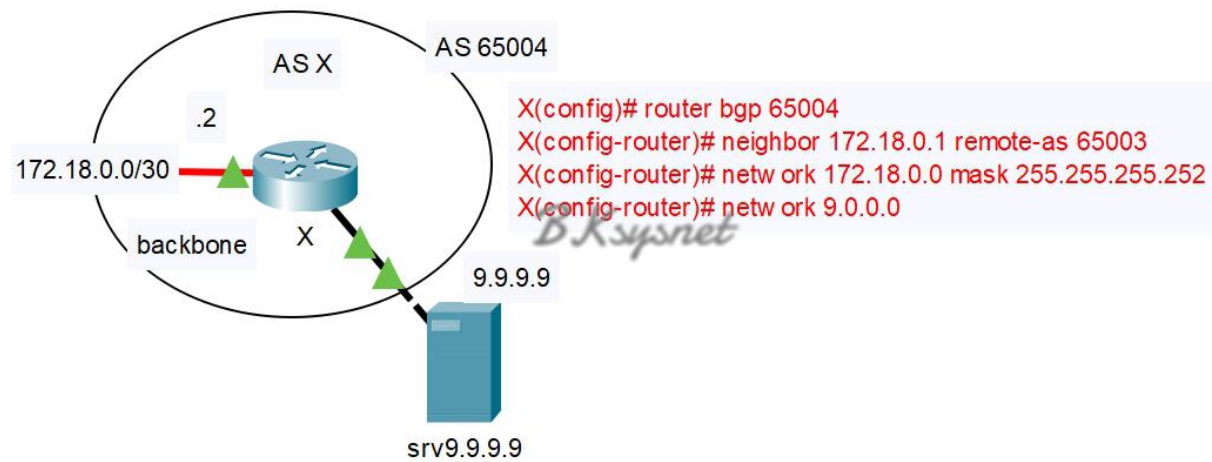 AS X
AS 65004
.2
172.18.0.0/30
backbone
X
X(config)# router bgp 65004
X(config-router)# neighbor 172.18.0.1 remote-as 65003
X(config-router)# netw ork 172.18.0.0 mask 255.255.255.252
X(config-router)# netw ork 9.0.0.0
BKsysnet
9.9.9.9
srv9.9.9.9